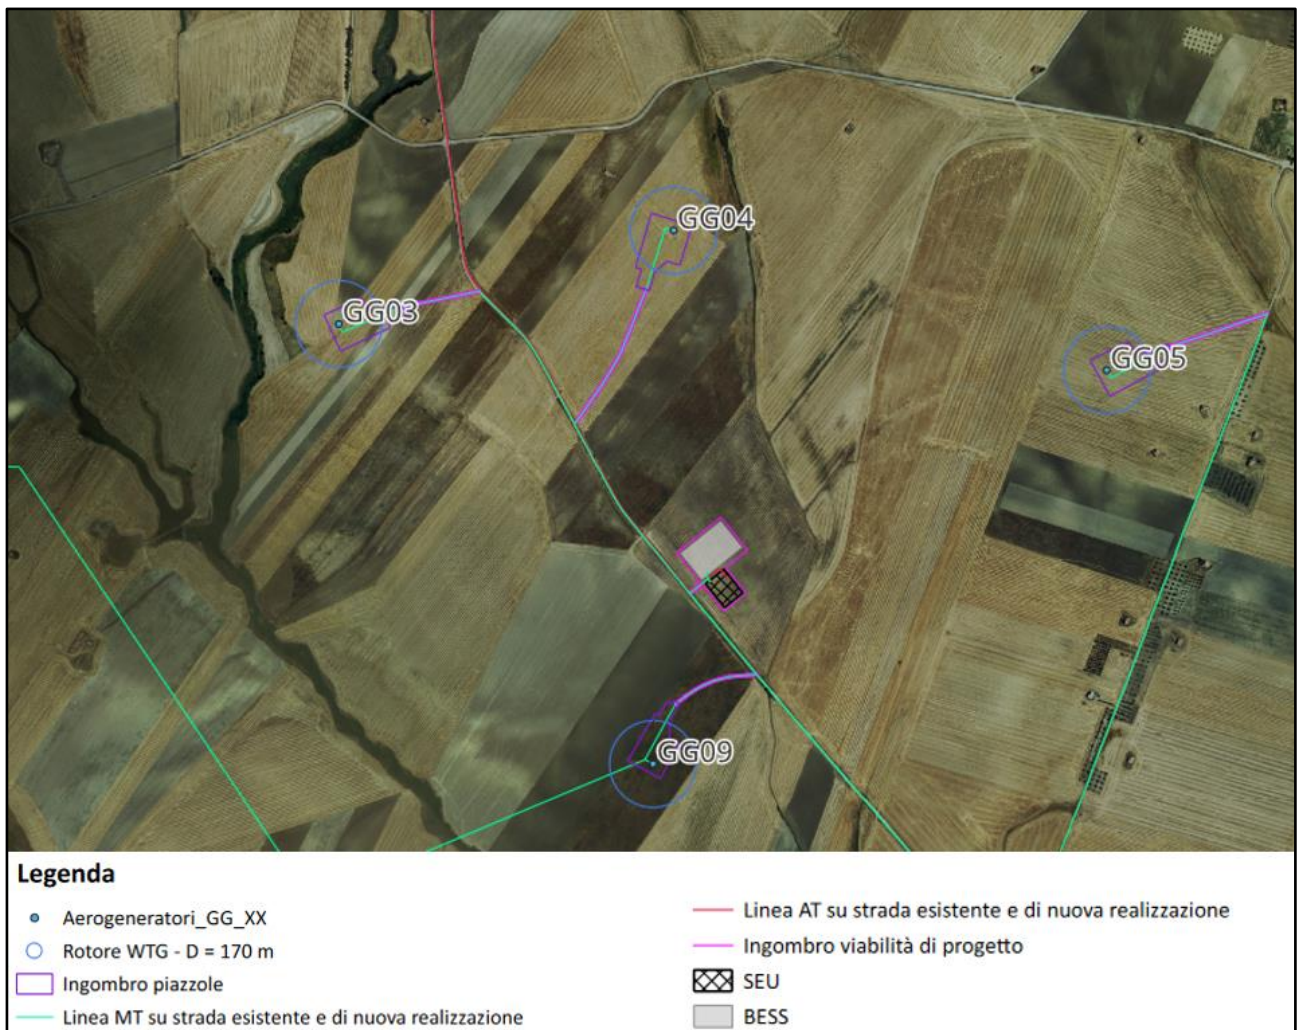 GG04
GG03
GG05
GG09
Legenda
Aerogeneratori_GG_XX
Rotore WTG - D = 170 m
Ingombro piazzole
Linea MT su strada esistente e di nuova realizzazione
Linea AT su strada esistente e di nuova realizzazione
Ingombro viabilità di progetto
SEU
BESS